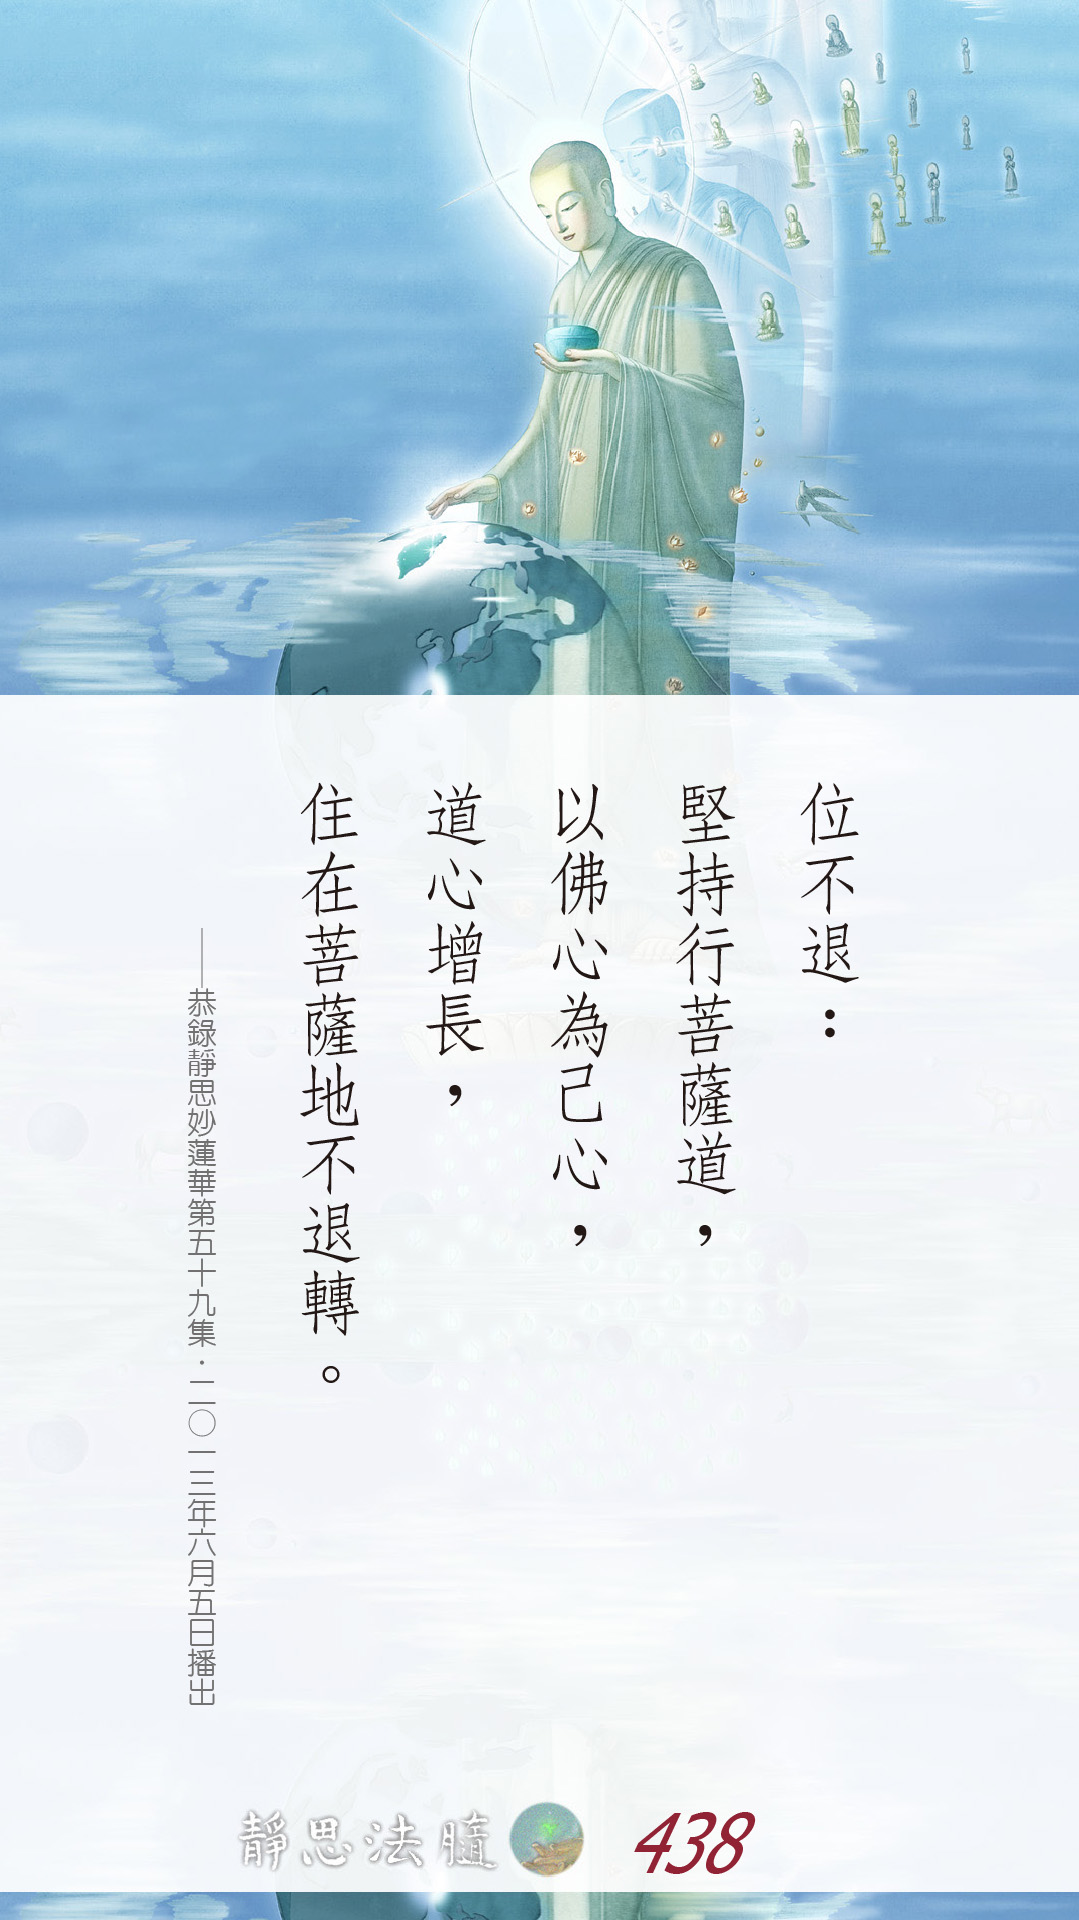 位不退：
堅持行菩薩道，
以佛心為己心，
道心增長，
住在菩薩地不退轉。
——恭錄靜思妙蓮華第五十九集．二〇一三年六月五日播出
靜思法髓
438